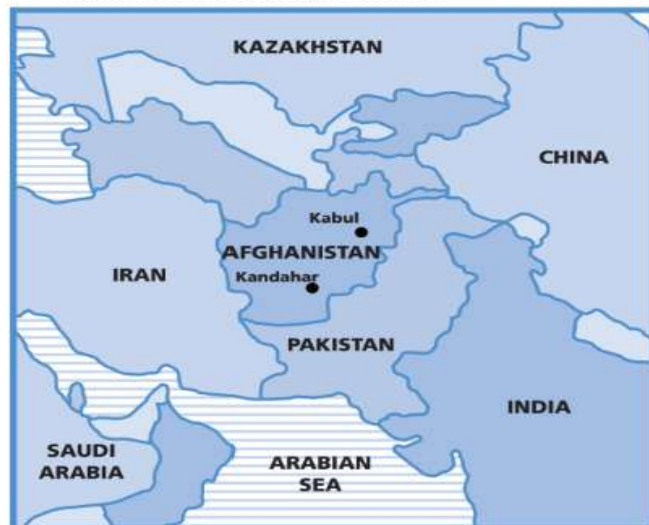 KAZAKHSTAN
CHINA
Kabul
AFGHANISTAN
IRAN
Kandahar
PAKISTAN
INDIA
SAUDI
ARABIA
ARABIAN
SEA